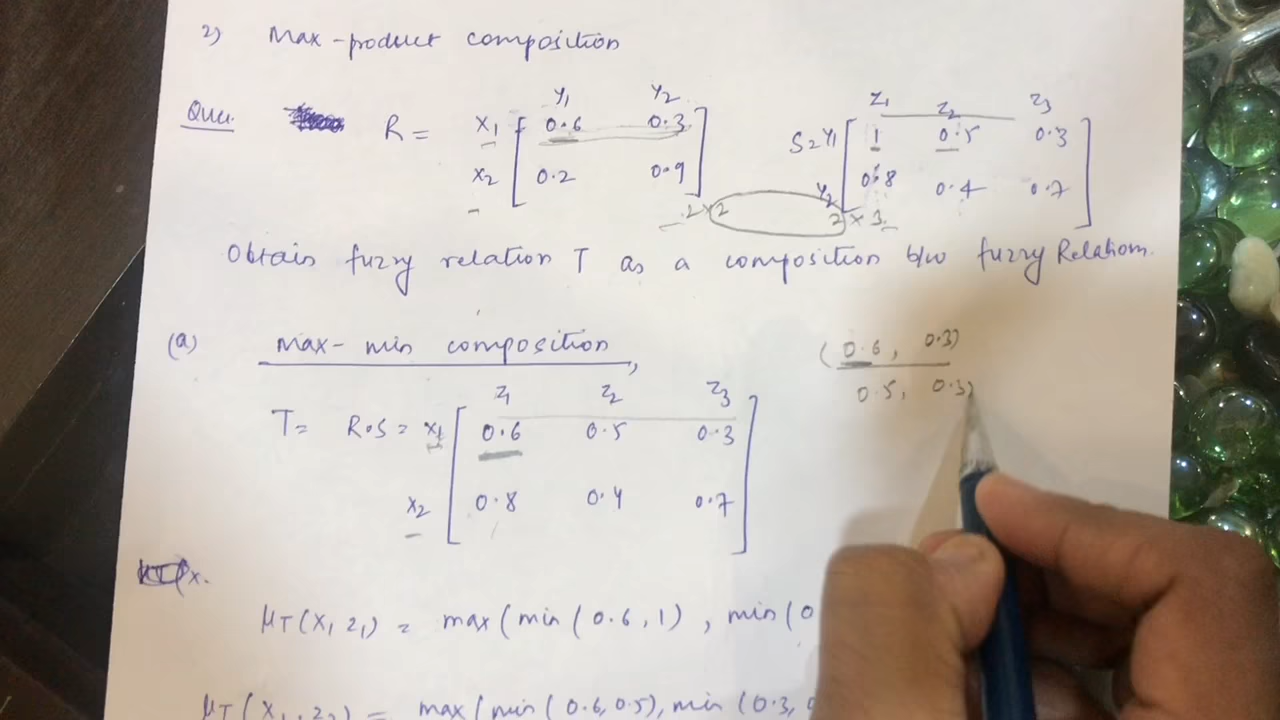 2) Max-product composition
y1 y2 z1 z2 z3
Que. R = x1 0.6 0.3 S = y1 1 0.5 0.3
x2 0.2 0.9 y2 0.8 0.4 0.7
2×2 2×3
Obtain fuzzy relation T as a composition b/w fuzzy Relations.
(a) max-min composition, (0.6, 0.3)
z1 z2 z3 0.5, 0.3)
T = R∘S = x1 0.6 0.5 0.3
x2 0.8 0.4 0.7
μT(x1 z1) = max(min(0.6, 1), min(0
μT(x1, z2) = max(min(0.6, 0.5), min(0.3, 0